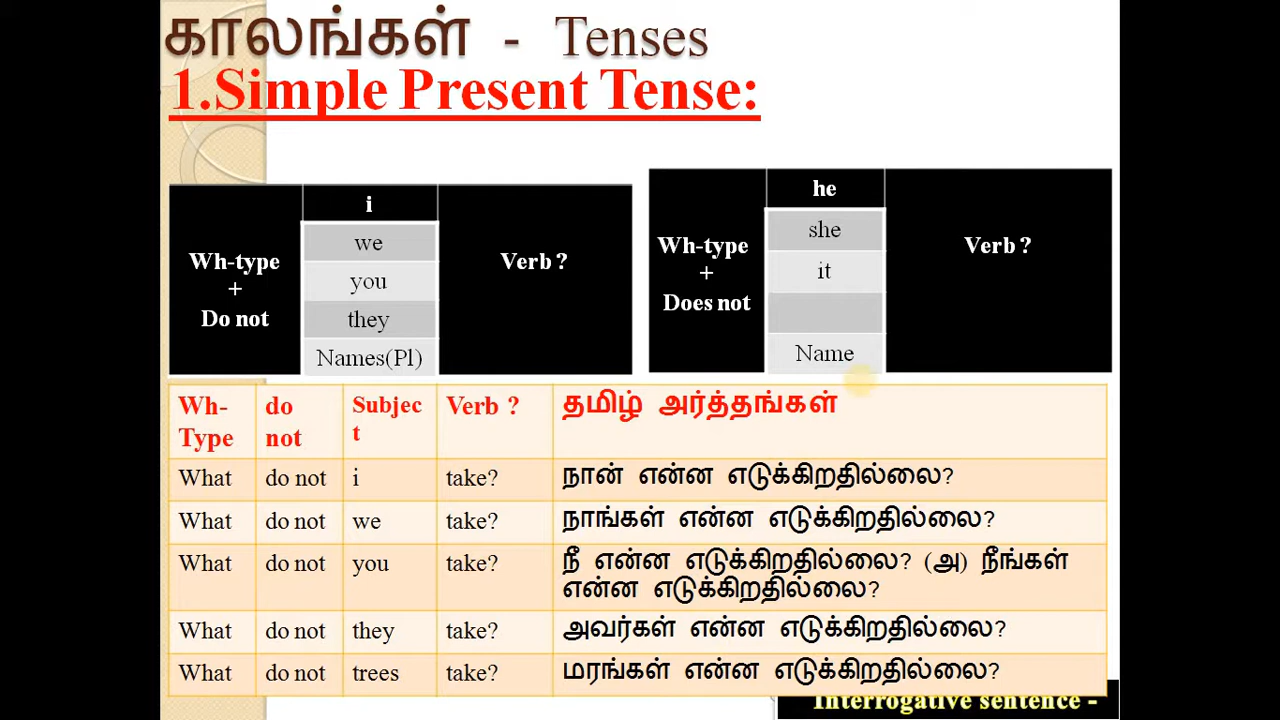 காலங்கள் - Tenses
1.Simple Present Tense:
i
we
you
they
Names(Pl)
Wh-type
+
Do not
Verb ?
he
she
it
Name
Wh-type
+
Does not
Verb ?
Wh-Type do not Subject Verb ? தமிழ் அர்த்தங்கள்
What do not i take? நான் என்ன எடுக்கிறதில்லை?
What do not we take? நாங்கள் என்ன எடுக்கிறதில்லை?
What do not you take? நீ என்ன எடுக்கிறதில்லை? (அ) நீங்கள்
என்ன எடுக்கிறதில்லை?
What do not they take? அவர்கள் என்ன எடுக்கிறதில்லை?
What do not trees take? மரங்கள் என்ன எடுக்கிறதில்லை?
Interrogative sentence -